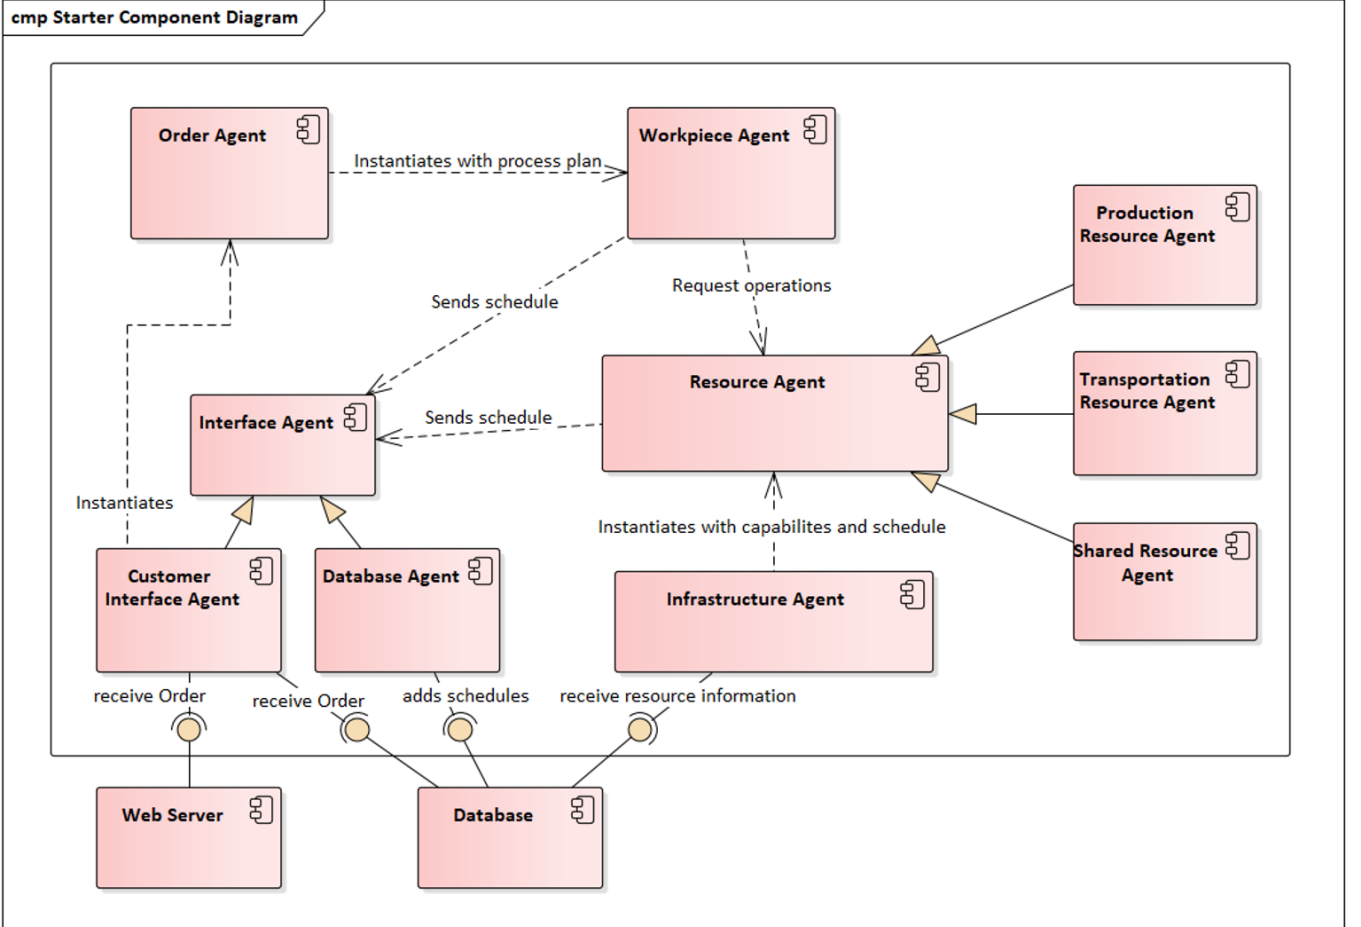 cmp Starter Component Diagram
Order Agent
Workpiece Agent
Instantiates with process plan
Production
Resource Agent
Request operations
Sends schedule
Transportation
Resource Agent
Resource Agent
Interface Agent
Sends schedule
Instantiates
Instantiates with capabilites and schedule
Shared Resource
Agent
Customer
Interface Agent
Database Agent
Infrastructure Agent
receive Order
receive Order
adds schedules
receive resource information
Web Server
Database